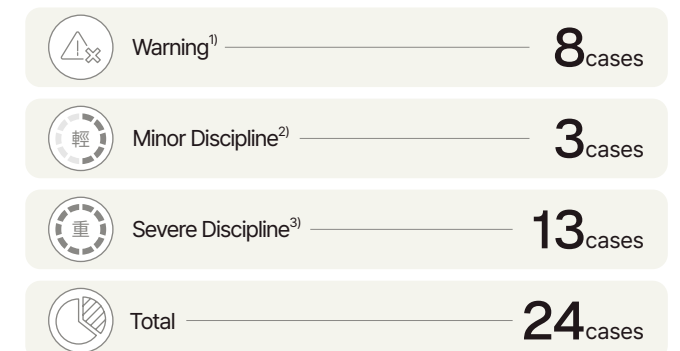 Warning1) 8cases
輕 Minor Discipline2) 3cases
重 Severe Discipline3) 13cases
Total 24cases